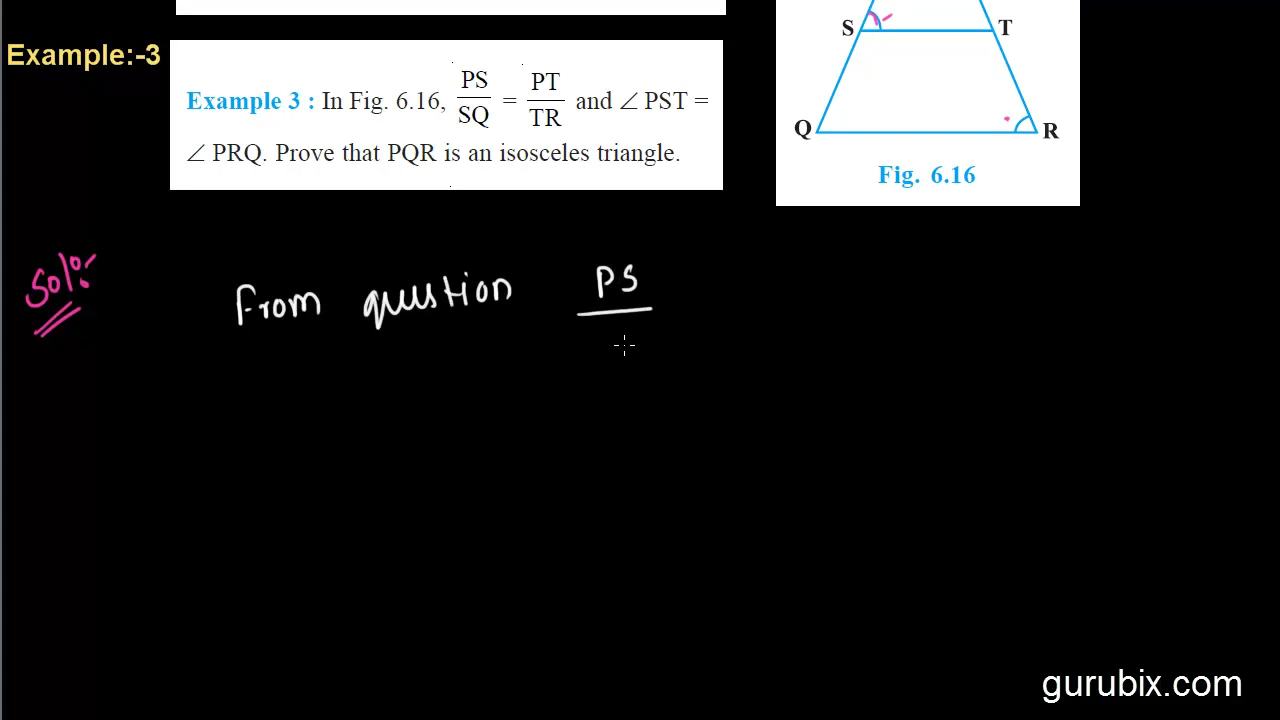 Example:-3
Example 3 : In Fig. 6.16, PS/SQ = PT/TR and ∠ PST =
∠ PRQ. Prove that PQR is an isosceles triangle.
S T
Q R
Fig. 6.16
Sol:
From question PS
gurubix.com